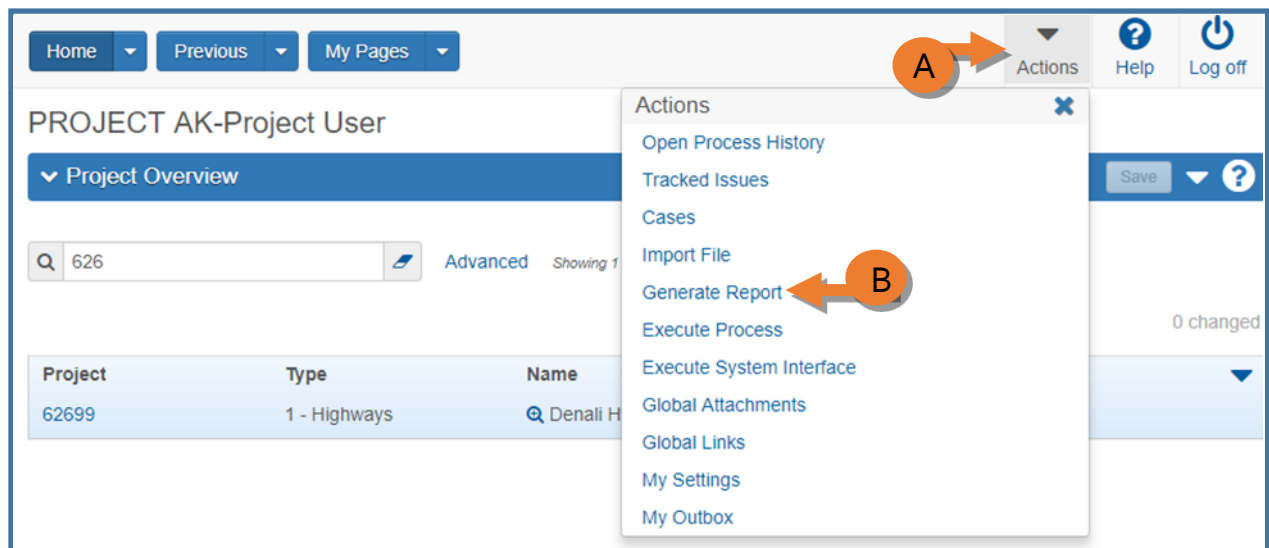 Home Previous My Pages A Actions Help Log off
PROJECT AK-Project User
Actions
Open Process History
Project Overview
Save ?
Tracked Issues
Cases
626
Advanced Showing 1
Import File
Generate Report B
Execute Process
0 changed
Project Type Name
Execute System Interface
62699 1 - Highways Denali H
Global Attachments
Global Links
My Settings
My Outbox